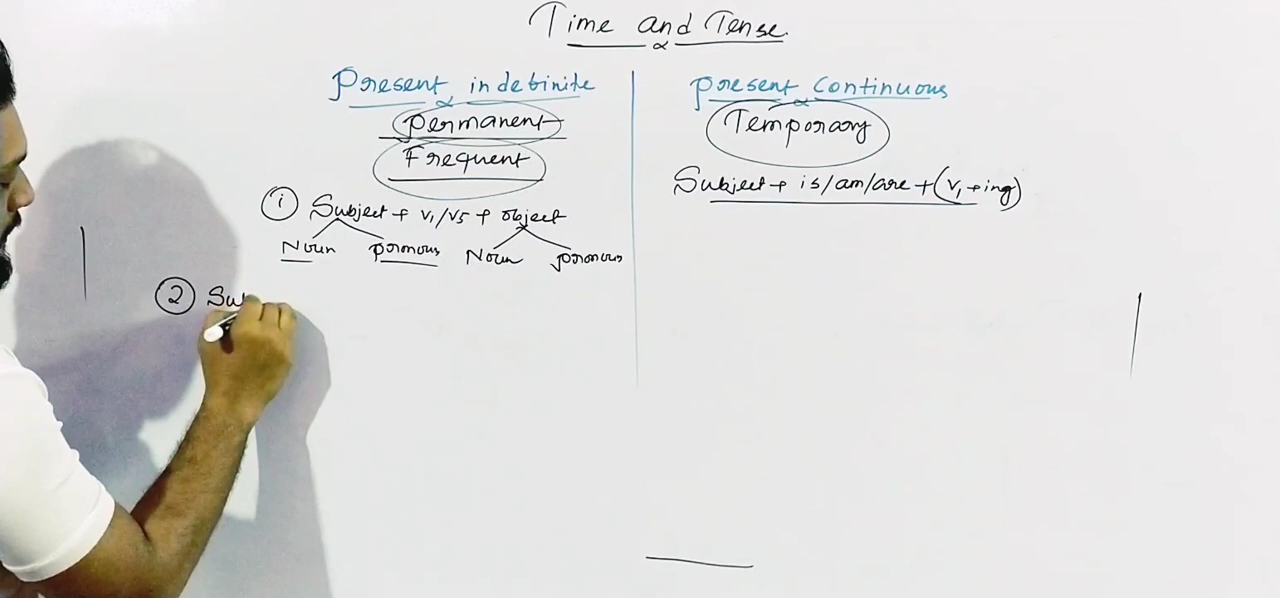 Time and Tense
Present indefinite
Permanent
Frequent
① Subject + V1/V5 + object
Noun pronoun Noun pronoun
② Su
Present Continuous
Temporary
Subject + is/am/are + (V1 + ing)